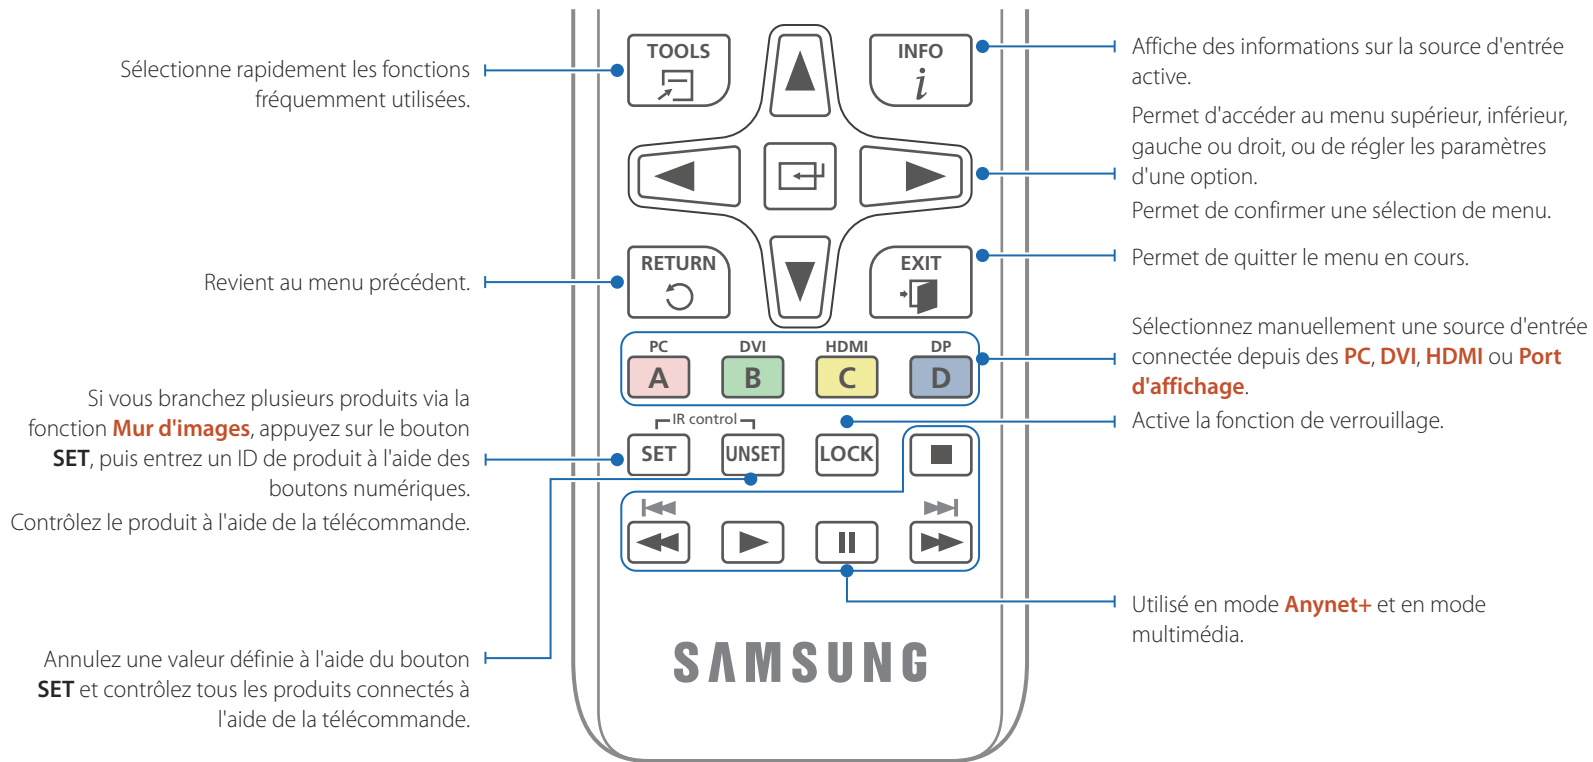 TOOLS
INFO
i
Sélectionne rapidement les fonctions
fréquemment utilisées.
Affiche des informations sur la source d'entrée
active.
Permet d'accéder au menu supérieur, inférieur,
gauche ou droit, ou de régler les paramètres
d'une option.
Permet de confirmer une sélection de menu.
RETURN
EXIT
Revient au menu précédent.
Permet de quitter le menu en cours.
PC DVI HDMI DP
A B C D
Sélectionnez manuellement une source d'entrée
connectée depuis des PC, DVI, HDMI ou Port
d'affichage.
Si vous branchez plusieurs produits via la
fonction Mur d'images, appuyez sur le bouton
SET, puis entrez un ID de produit à l'aide des
boutons numériques.
Contrôlez le produit à l'aide de la télécommande.
IR control
SET UNSET LOCK
Active la fonction de verrouillage.
Utilisé en mode Anynet+ et en mode
multimédia.
Annulez une valeur définie à l'aide du bouton
SET et contrôlez tous les produits connectés à
l'aide de la télécommande.
SAMSUNG